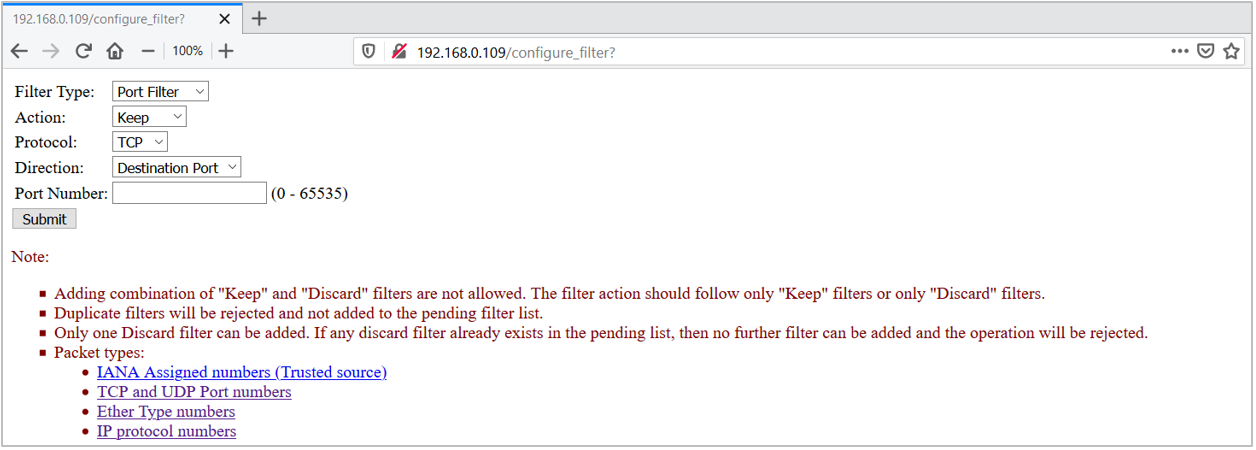 192.168.0.109/configure_filter?
100%
192.168.0.109/configure_filter?
Filter Type: Port Filter
Action: Keep
Protocol: TCP
Direction: Destination Port
Port Number: (0 - 65535)
Submit
Note:
Adding combination of "Keep" and "Discard" filters are not allowed. The filter action should follow only "Keep" filters or only "Discard" filters.
Duplicate filters will be rejected and not added to the pending filter list.
Only one Discard filter can be added. If any discard filter already exists in the pending list, then no further filter can be added and the operation will be rejected.
Packet types:
IANA Assigned numbers (Trusted source)
TCP and UDP Port numbers
Ether Type numbers
IP protocol numbers